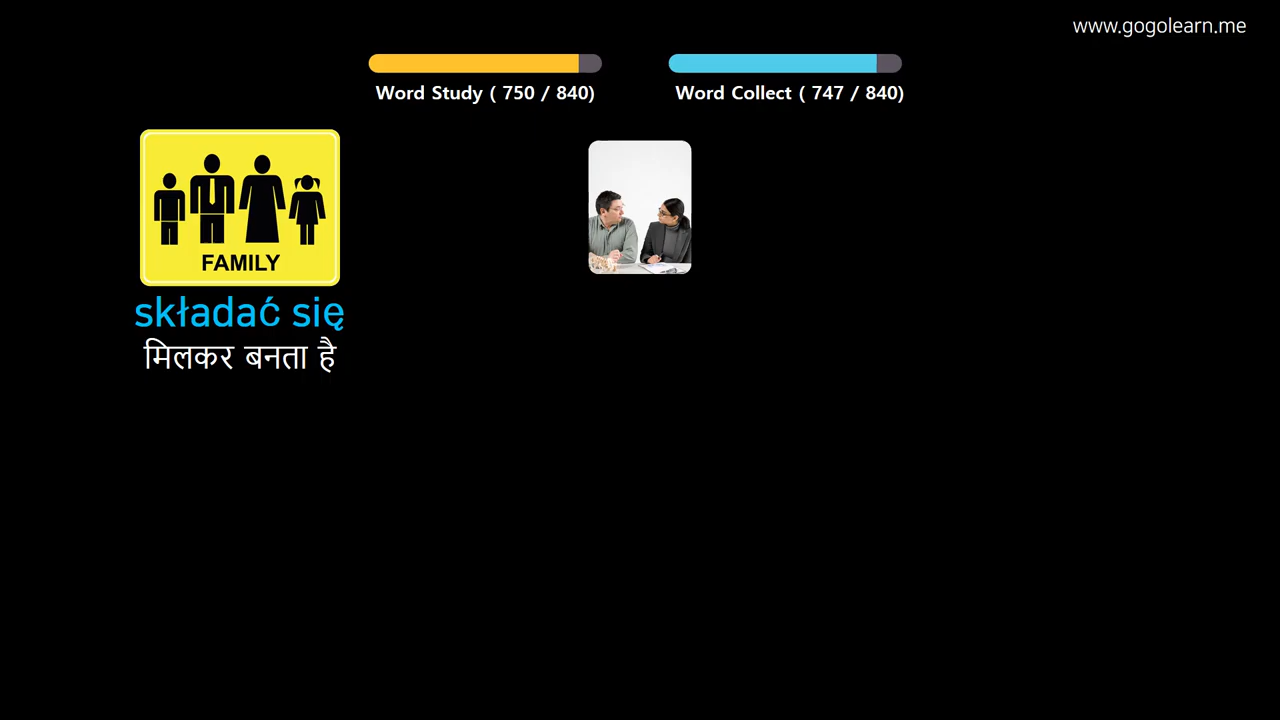 www.gogolearn.me
Word Study ( 750 / 840)
Word Collect ( 747 / 840)
FAMILY
składać się
मिलकर बनता है